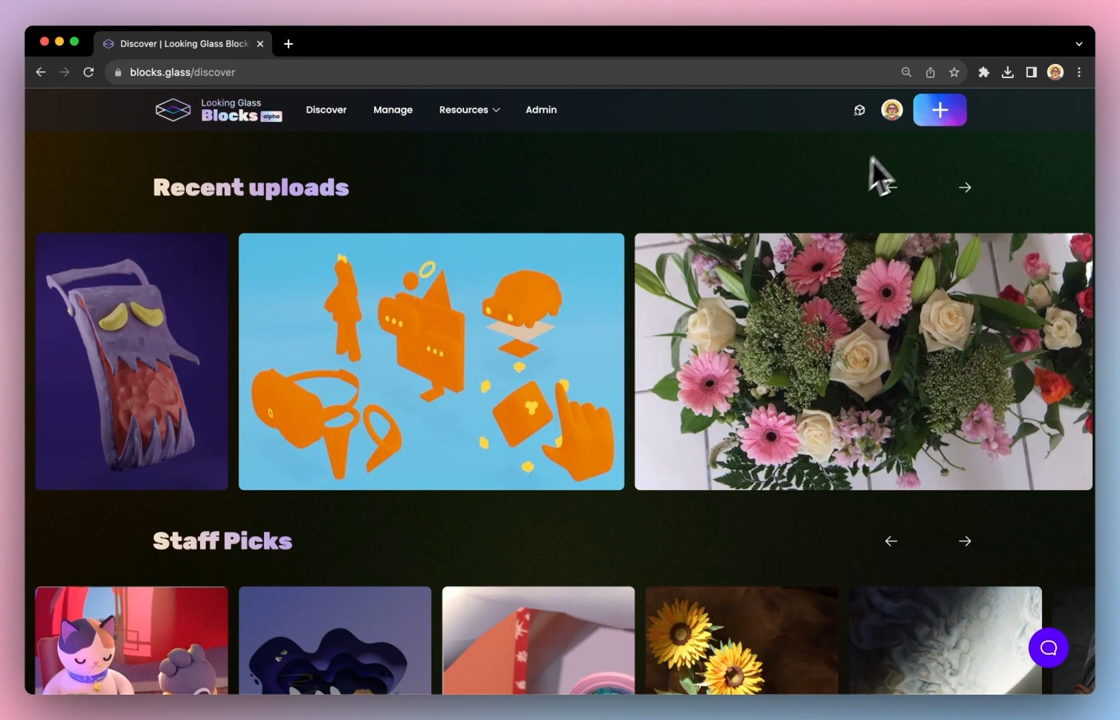 Discover | Looking Glass Block
blocks.glass/discover
Looking Glass
Blocks alpha
Discover
Manage
Resources
Admin
Recent uploads
Staff Picks